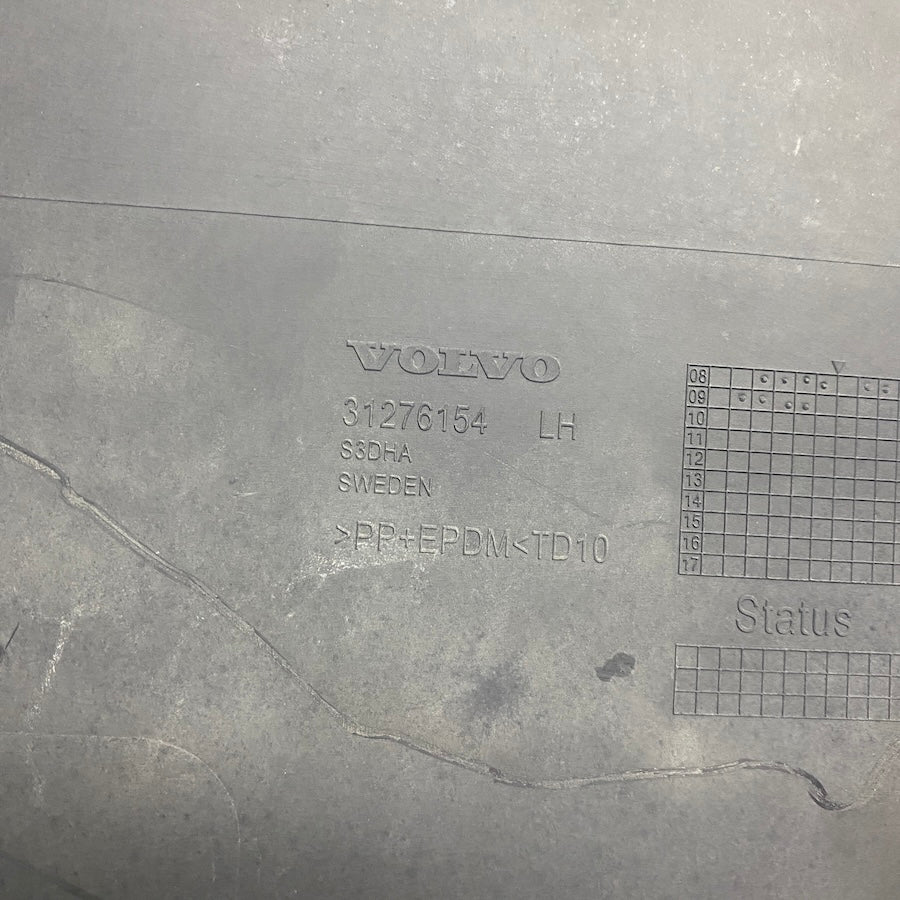 VOLVO
31276154 LH
S3DHA
SWEDEN
>PP+EPDM<TD10
08
09
10
11
12
13
14
15
16
17
Status